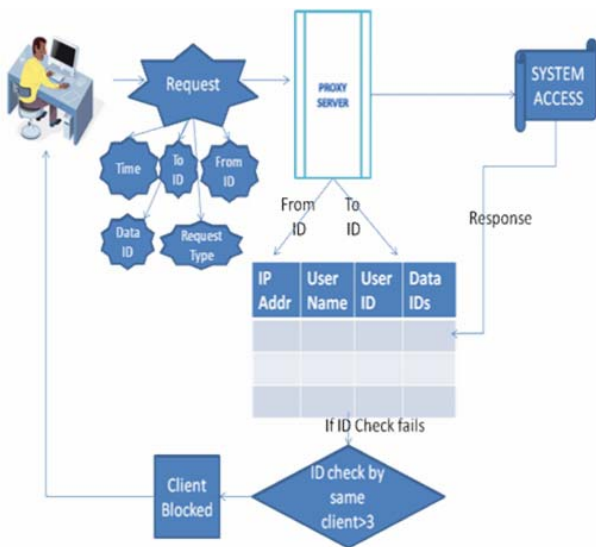 Request
PROXY
SERVER
SYSTEM
ACCESS
Time
To
ID
From
ID
Data
ID
Request
Type
From
ID
To
ID
Response
IP
Addr
User
Name
User
ID
Data
IDs
If ID Check fails
ID check by
same
client>3
Client
Blocked